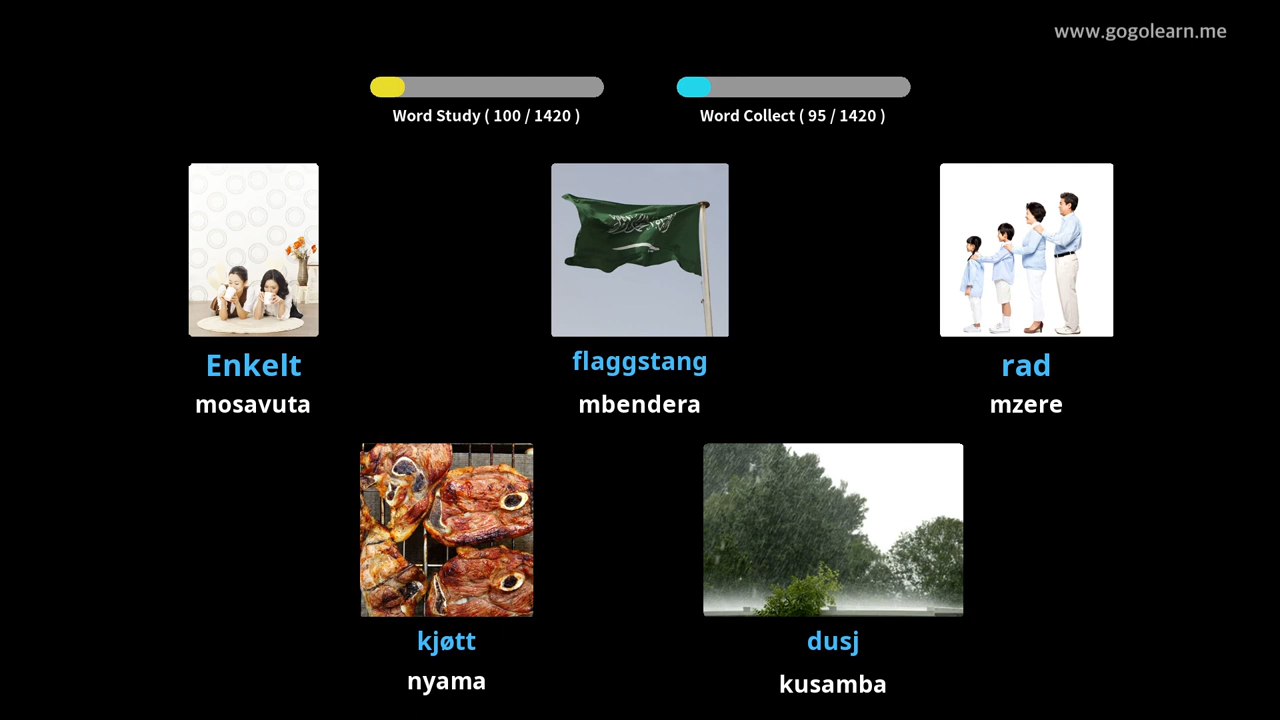 www.gogolearn.me
Word Study ( 100 / 1420 )
Word Collect ( 95 / 1420 )
Enkelt
mosavuta
flaggstang
mbendera
rad
mzere
kjøtt
nyama
dusj
kusamba